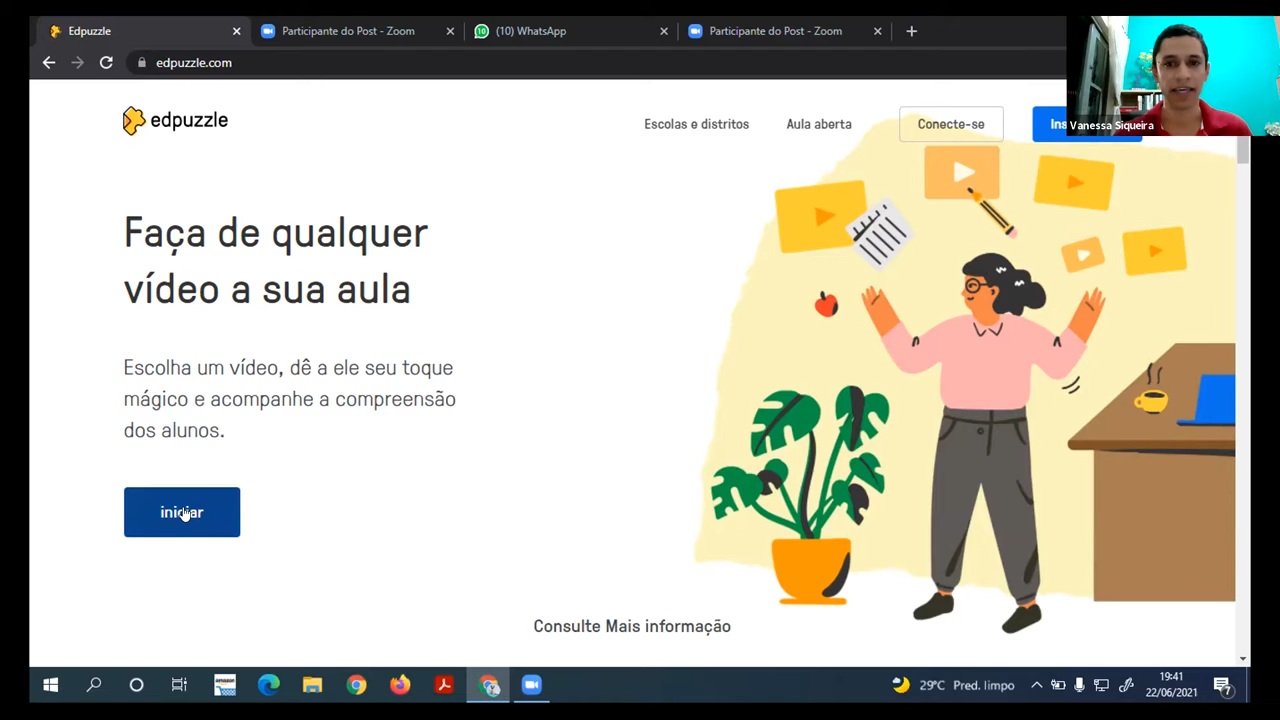 Edpuzzle
Participante do Post - Zoom
(10) WhatsApp
Participante do Post - Zoom
edpuzzle.com
edpuzzle
Escolas e distritos
Aula aberta
Conecte-se
Vanessa Siqueira
Faça de qualquer
vídeo a sua aula
Escolha um vídeo, dê a ele seu toque
mágico e acompanhe a compreensão
dos alunos.
iniciar
Consulte Mais informação
29°C Pred. limpo
19:41
22/06/2021
7